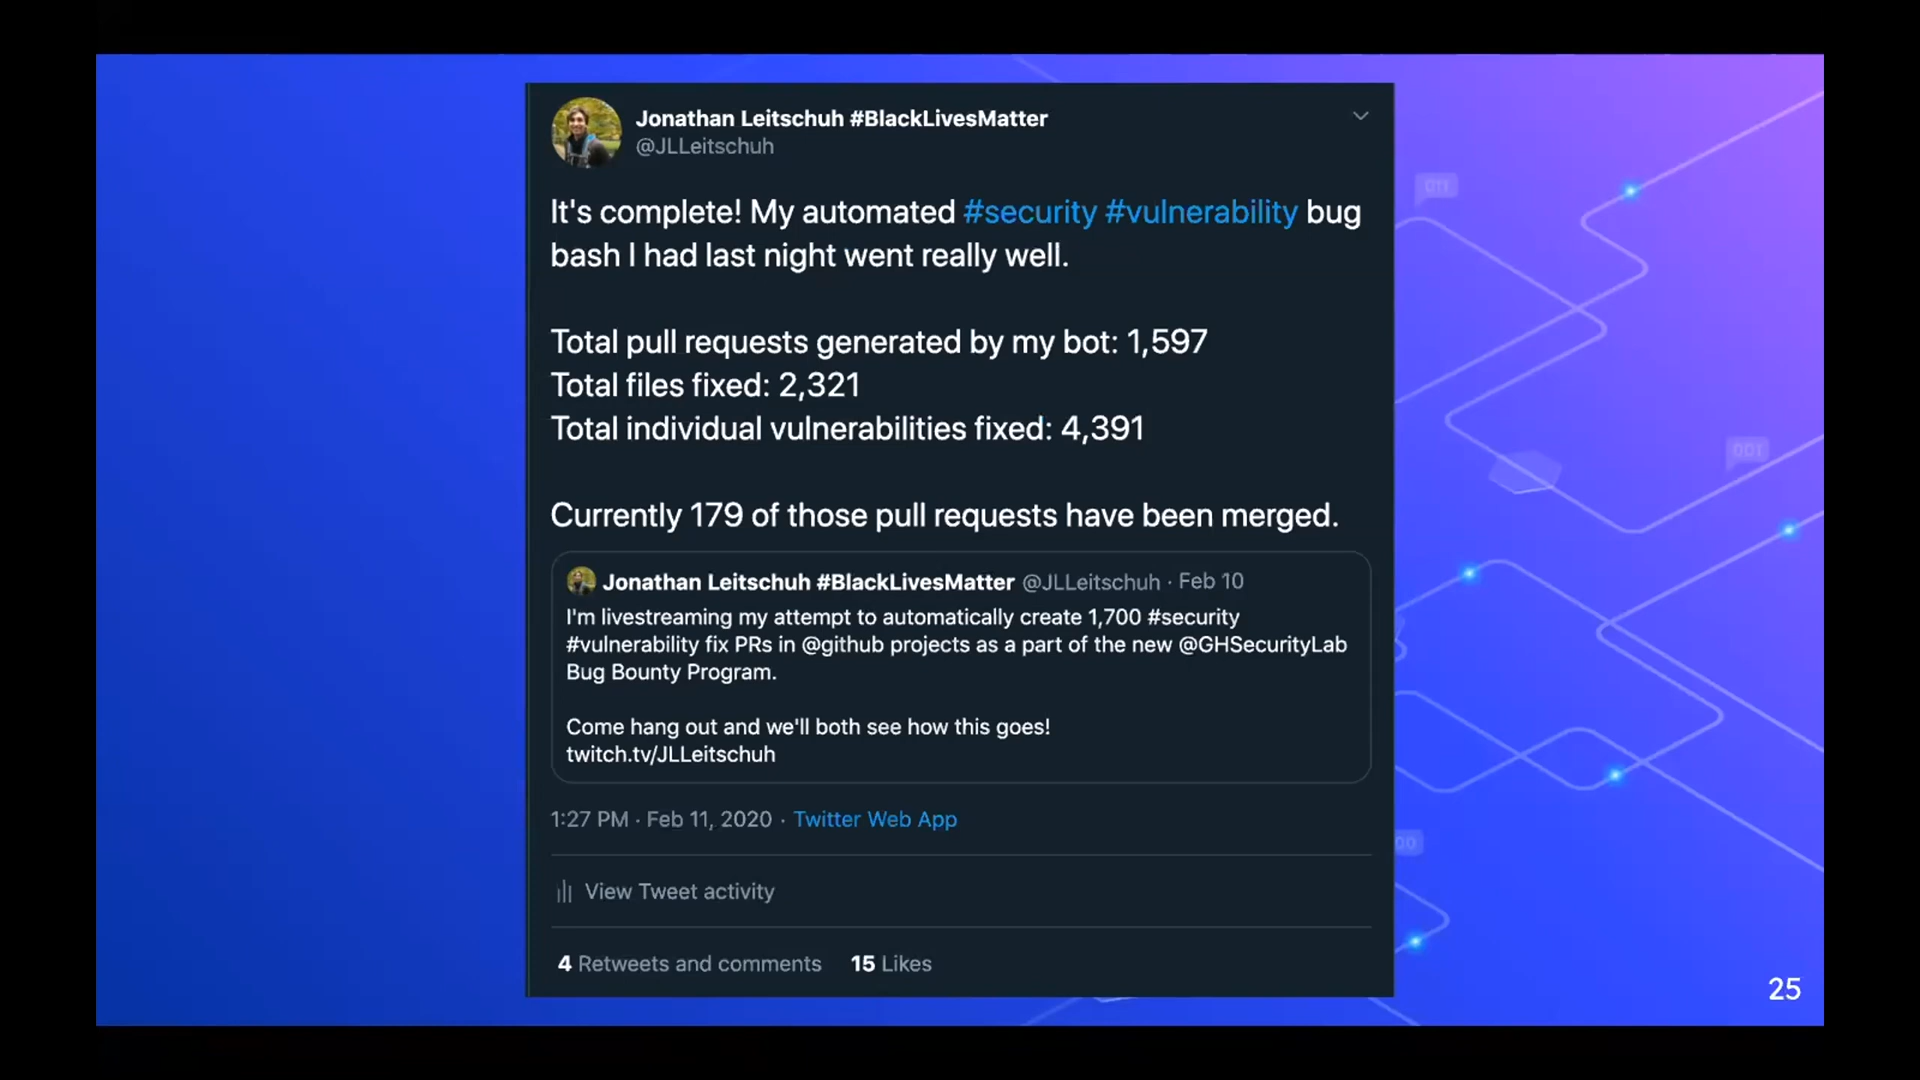 Jonathan Leitschuh #BlackLivesMatter
@JLLeitschuh
It's complete! My automated #security #vulnerability bug
bash I had last night went really well.
Total pull requests generated by my bot: 1,597
Total files fixed: 2,321
Total individual vulnerabilities fixed: 4,391
Currently 179 of those pull requests have been merged.
Jonathan Leitschuh #BlackLivesMatter @JLLeitschuh · Feb 10
I'm livestreaming my attempt to automatically create 1,700 #security
#vulnerability fix PRs in @github projects as a part of the new @GHSecurityLab
Bug Bounty Program.
Come hang out and we'll both see how this goes!
twitch.tv/JLLeitschuh
1:27 PM · Feb 11, 2020 · Twitter Web App
View Tweet activity
4 Retweets and comments 15 Likes
011
001
00
25